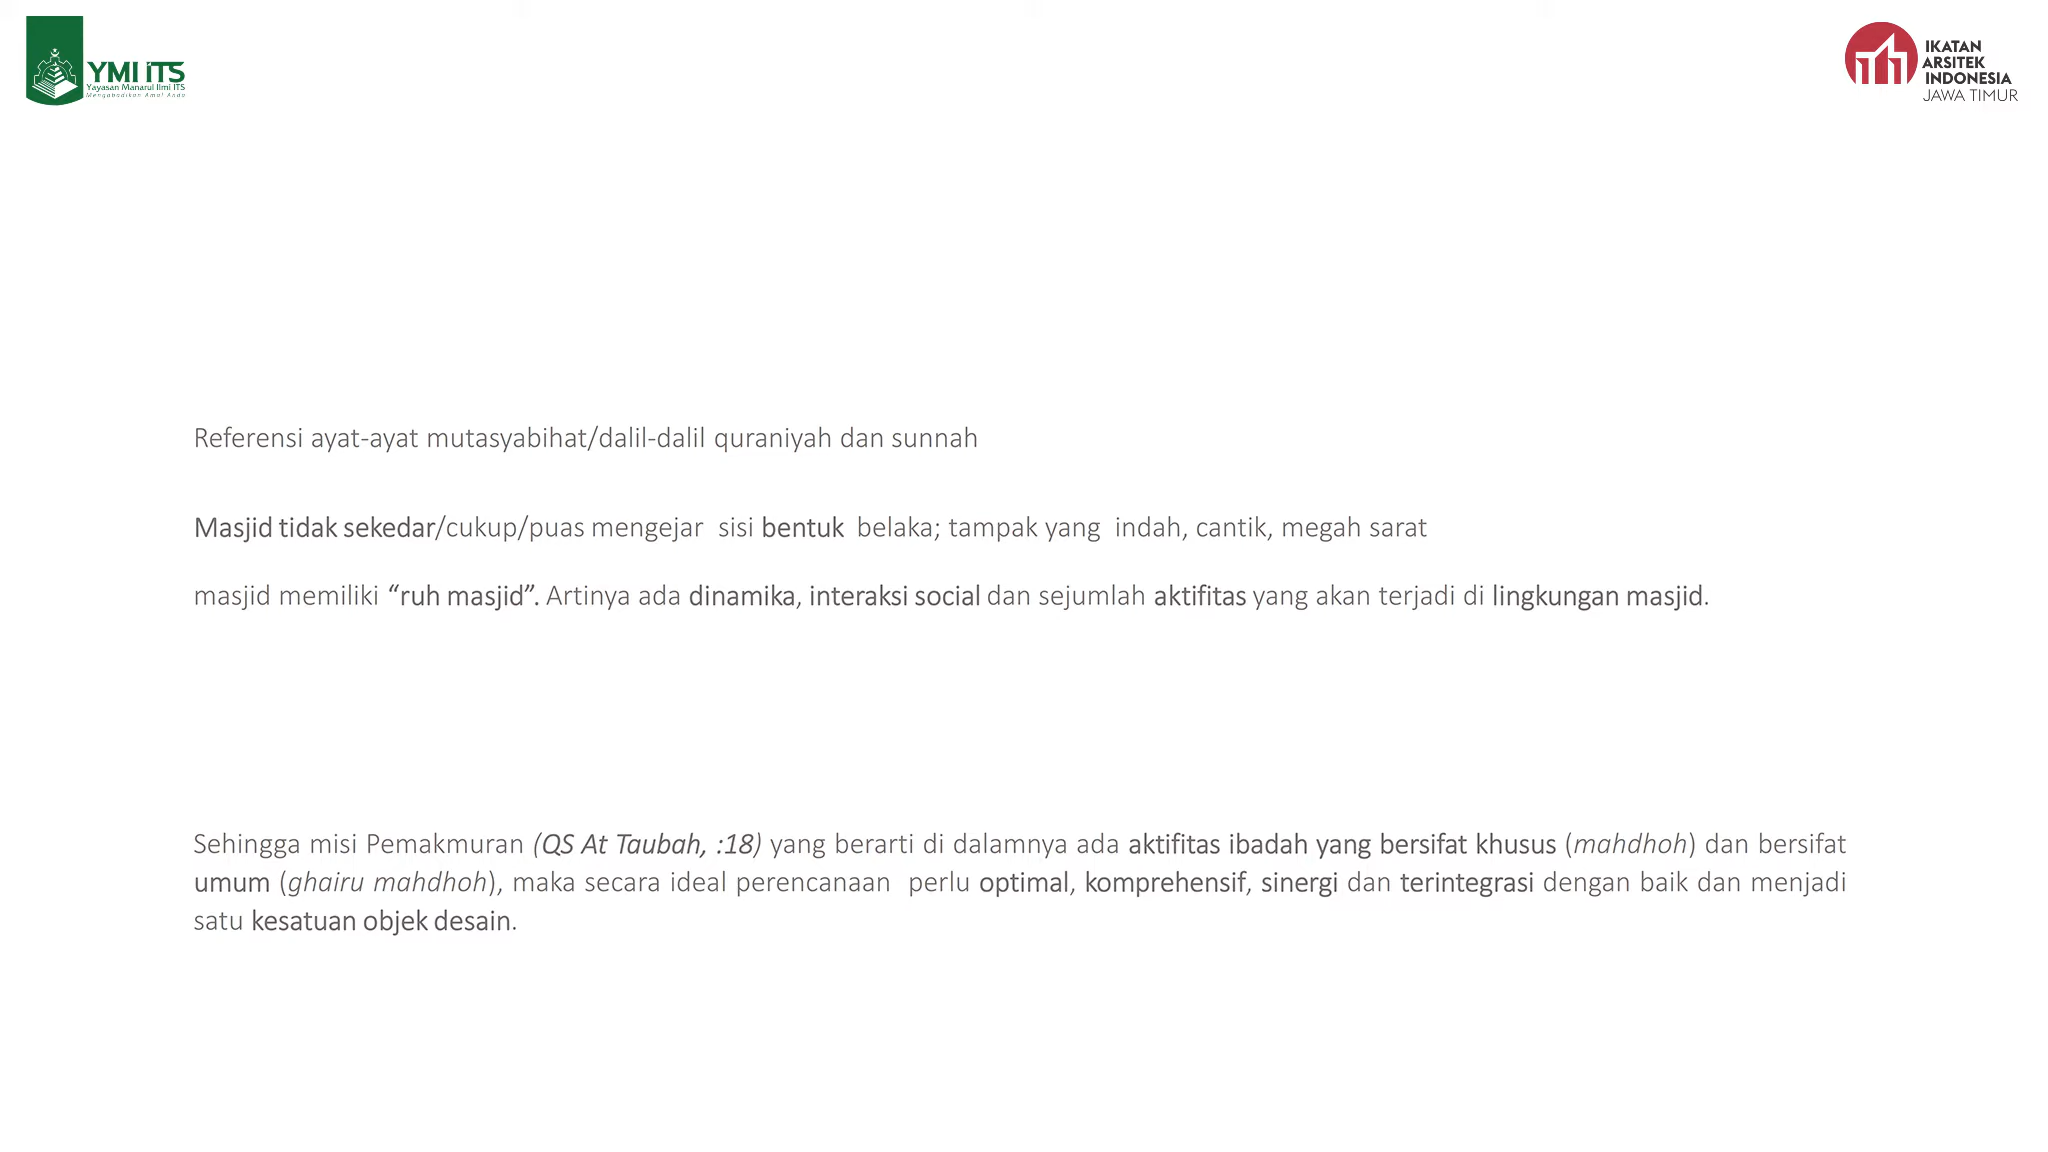 YMI ITS
Yayasan Manarul Ilmi ITS
Mengabadikan Amal Anda
IKATAN
ARSITEK
INDONESIA
JAWA TIMUR
Referensi ayat-ayat mutasyabihat/dalil-dalil quraniyah dan sunnah
Masjid tidak sekedar/cukup/puas mengejar sisi bentuk belaka; tampak yang indah, cantik, megah sarat
masjid memiliki “ruh masjid”. Artinya ada dinamika, interaksi social dan sejumlah aktifitas yang akan terjadi di lingkungan masjid.
Sehingga misi Pemakmuran (QS At Taubah, :18) yang berarti di dalamnya ada aktifitas ibadah yang bersifat khusus (mahdhoh) dan bersifat
umum (ghairu mahdhoh), maka secara ideal perencanaan perlu optimal, komprehensif, sinergi dan terintegrasi dengan baik dan menjadi
satu kesatuan objek desain.